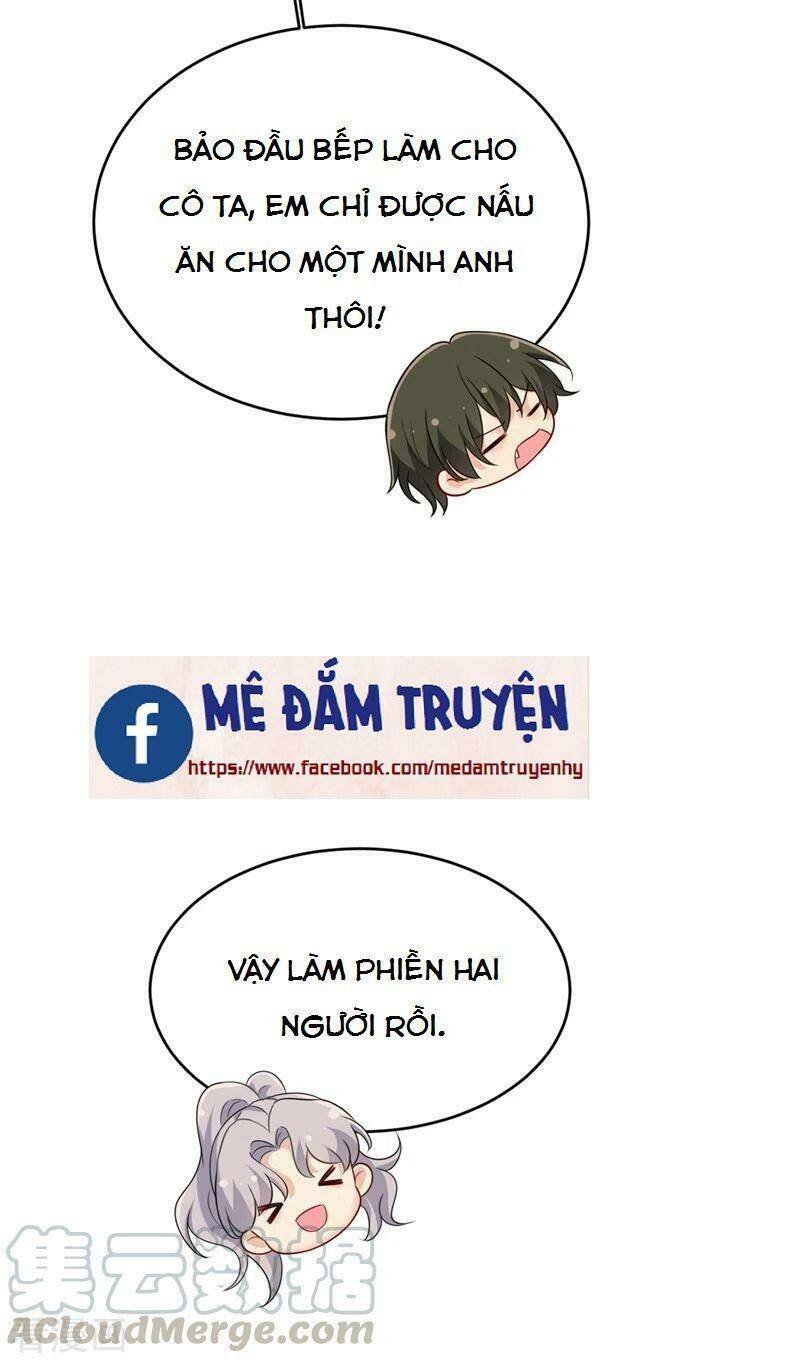 BẢO ĐẦU BẾP LÀM CHO
CÔ TA, EM CHỈ ĐƯỢC NẤU
ĂN CHO MỘT MÌNH ANH
THÔI!
f MÊ ĐẮM TRUYỆN
https://www.facebook.com/medamtruyenhy
VẬY LÀM PHIỀN HAI
NGƯỜI RỒI.
集云数据
ACloudMerge.com